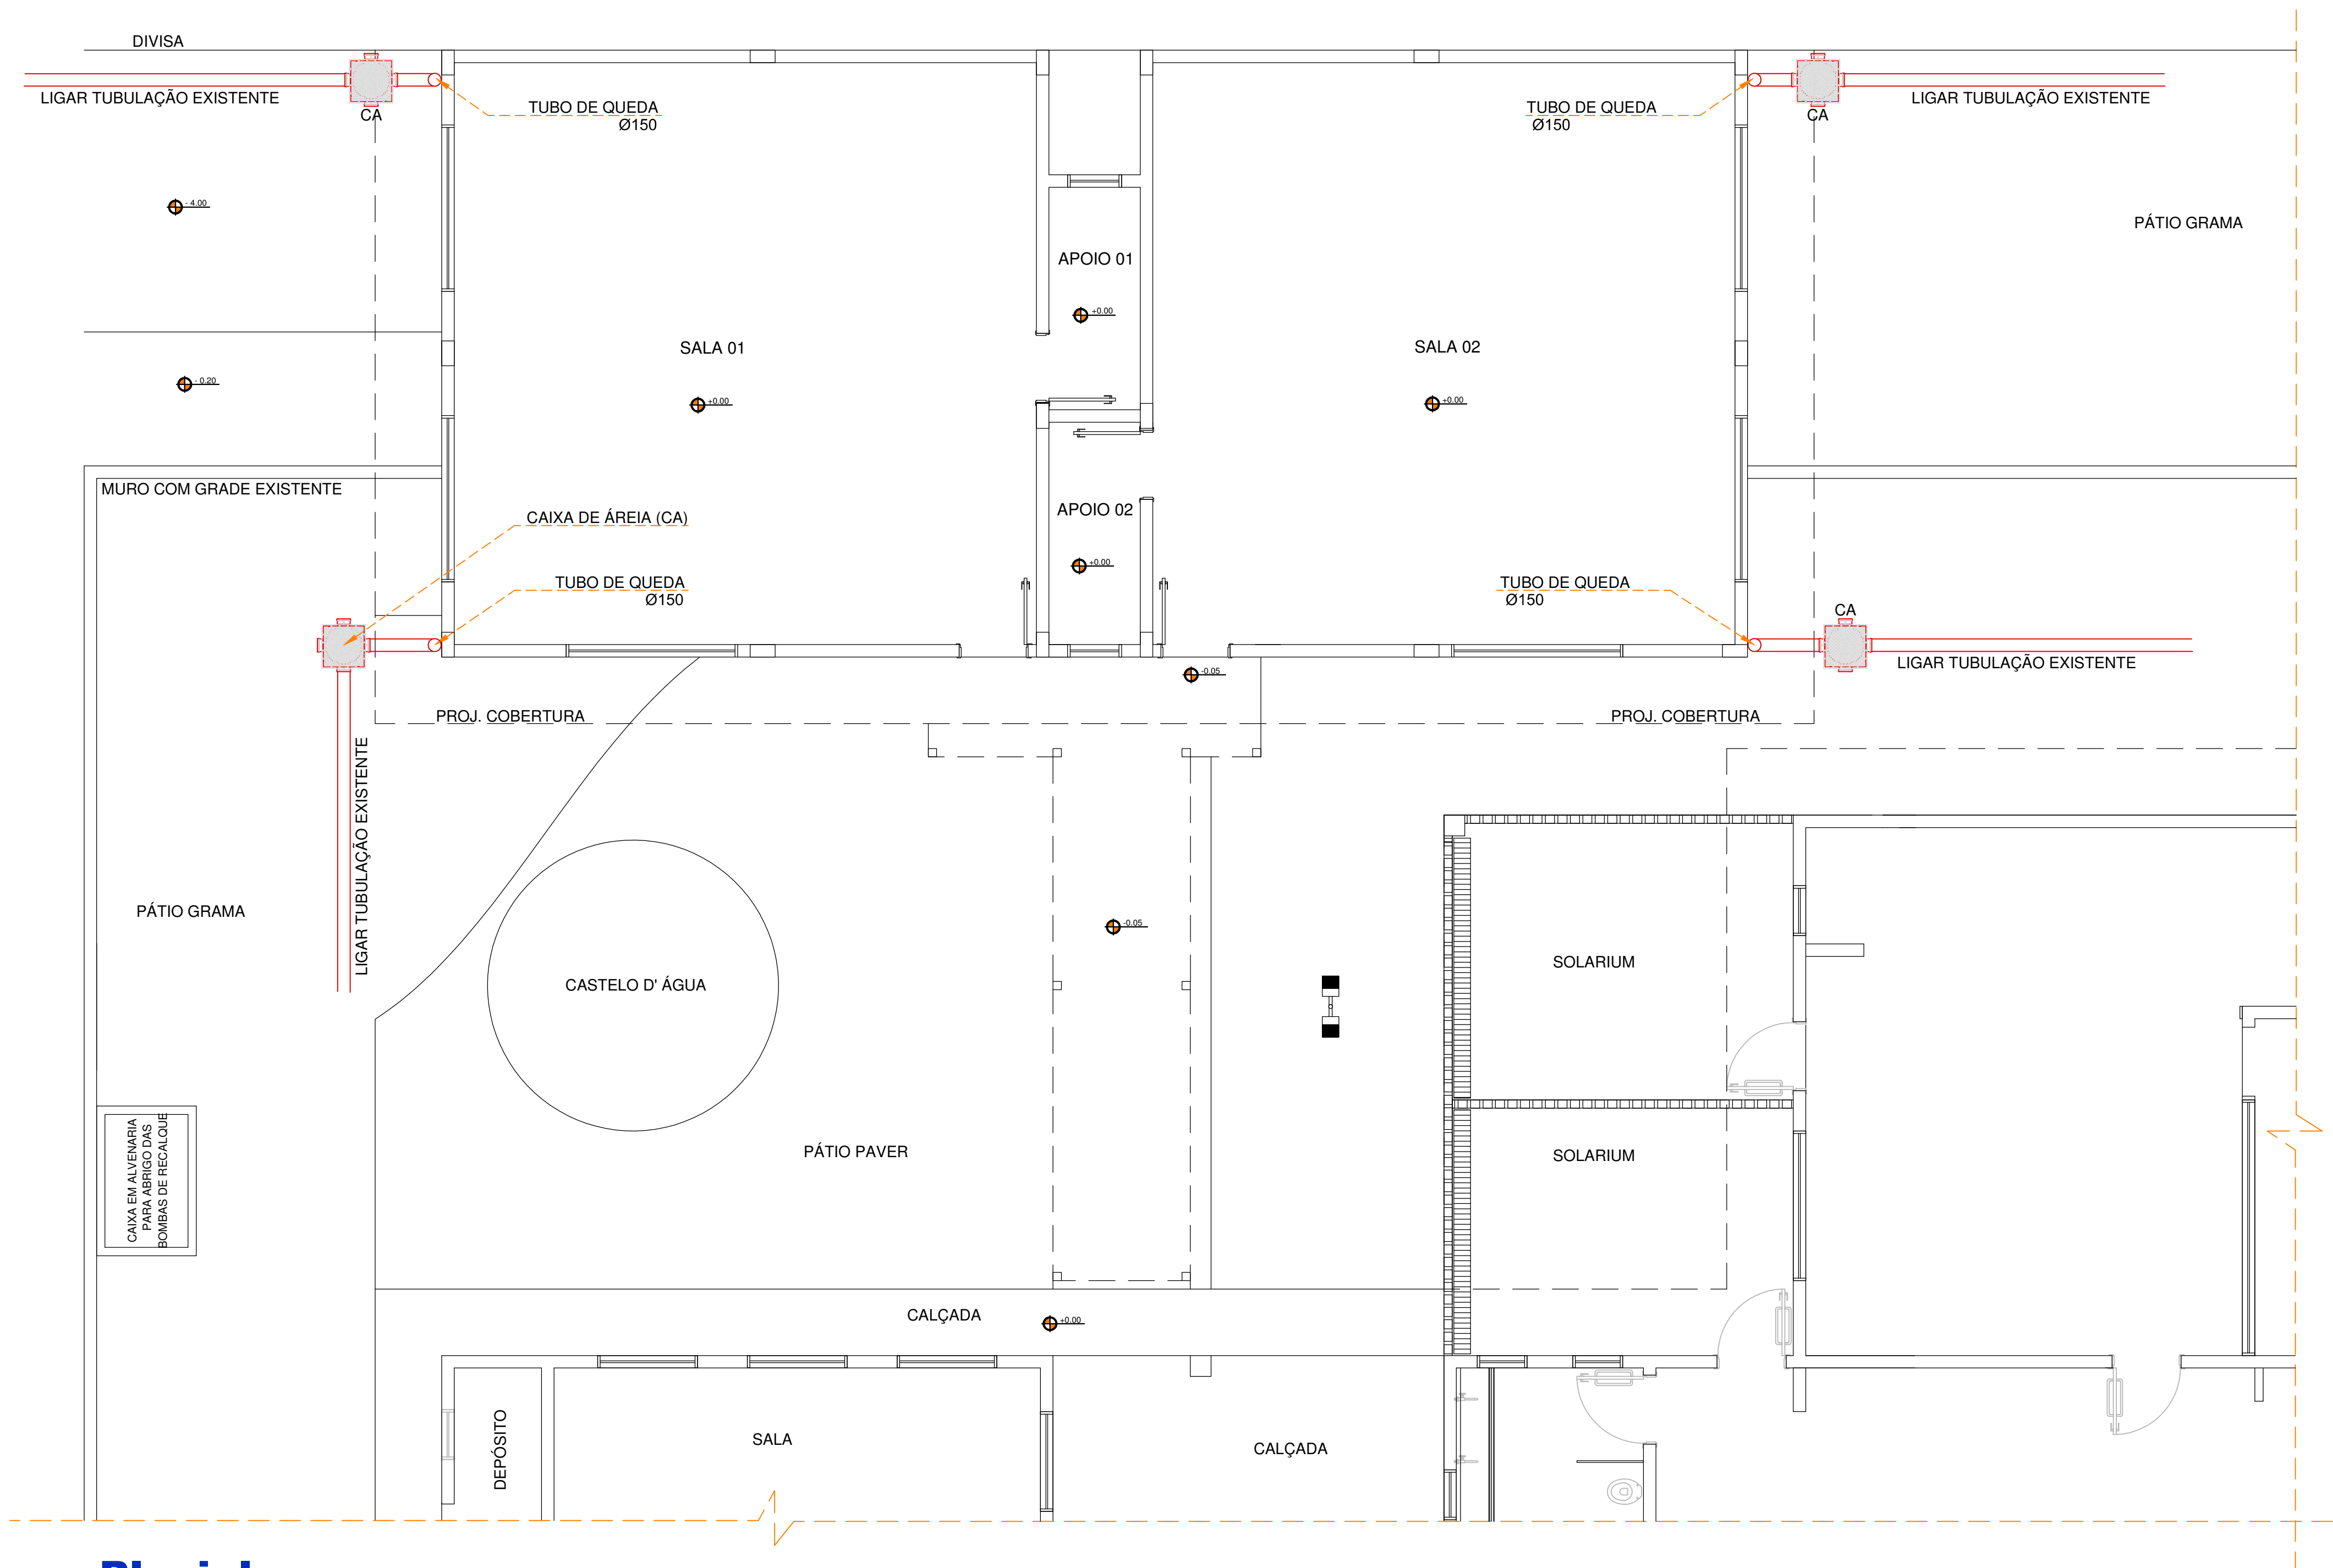 DIVISA
LIGAR TUBULAÇÃO EXISTENTE
CA
TUBO DE QUEDA
Ø150
TUBO DE QUEDA
Ø150
CA
LIGAR TUBULAÇÃO EXISTENTE
- 4.00
PÁTIO GRAMA
APOIO 01
+0.00
SALA 01
SALA 02
- 0.20
+0.00
+0.00
MURO COM GRADE EXISTENTE
CAIXA DE ÁREIA (CA)
APOIO 02
+0.00
TUBO DE QUEDA
Ø150
TUBO DE QUEDA
Ø150
CA
LIGAR TUBULAÇÃO EXISTENTE
-0.05
PROJ. COBERTURA
PROJ. COBERTURA
LIGAR TUBULAÇÃO EXISTENTE
PÁTIO GRAMA
-0.05
CASTELO D' ÁGUA
SOLARIUM
CAIXA EM ALVENARIA
PARA ABRIGO DAS
BOMBAS DE RECALQUE
PÁTIO PAVER
SOLARIUM
CALÇADA
+0.00
DEPÓSITO
SALA
CALÇADA